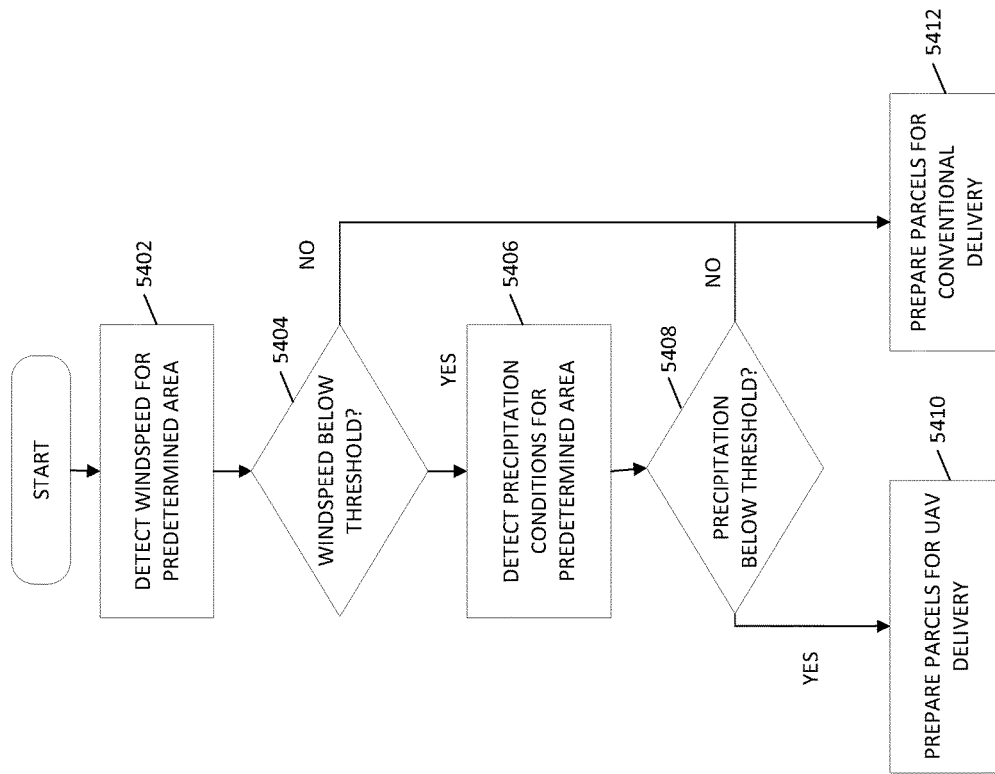 START
5402
DETECT WINDSPEED FOR
PREDETERMINED AREA
5404
WINDSPEED BELOW
THRESHOLD?
NO
YES
5406
DETECT PRECIPITATION
CONDITIONS FOR
PREDETERMINED AREA
5408
PRECIPITATION
BELOW THRESHOLD?
NO
YES
5410
PREPARE PARCELS FOR UAV
DELIVERY
5412
PREPARE PARCELS FOR
CONVENTIONAL
DELIVERY